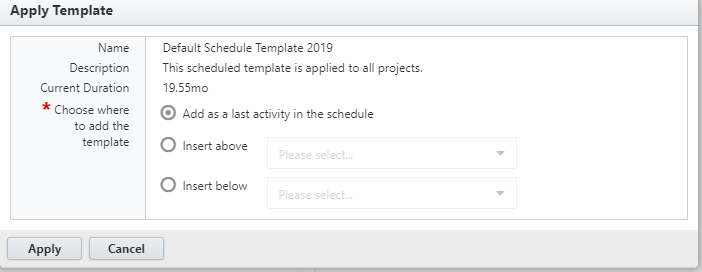 Apply Template
Name Default Schedule Template 2019
Description This scheduled template is applied to all projects.
Current Duration 19.55mo
* Choose where to add the template
Add as a last activity in the schedule
Insert above Please select...
Insert below Please select...
Apply Cancel